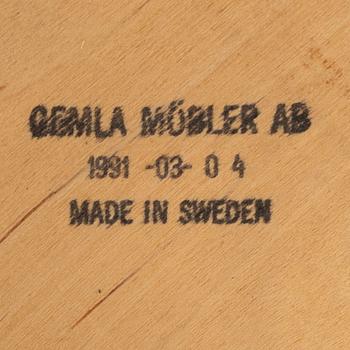 GEMLA MÖBLER AB
1991 -03- 0 4
MADE IN SWEDEN